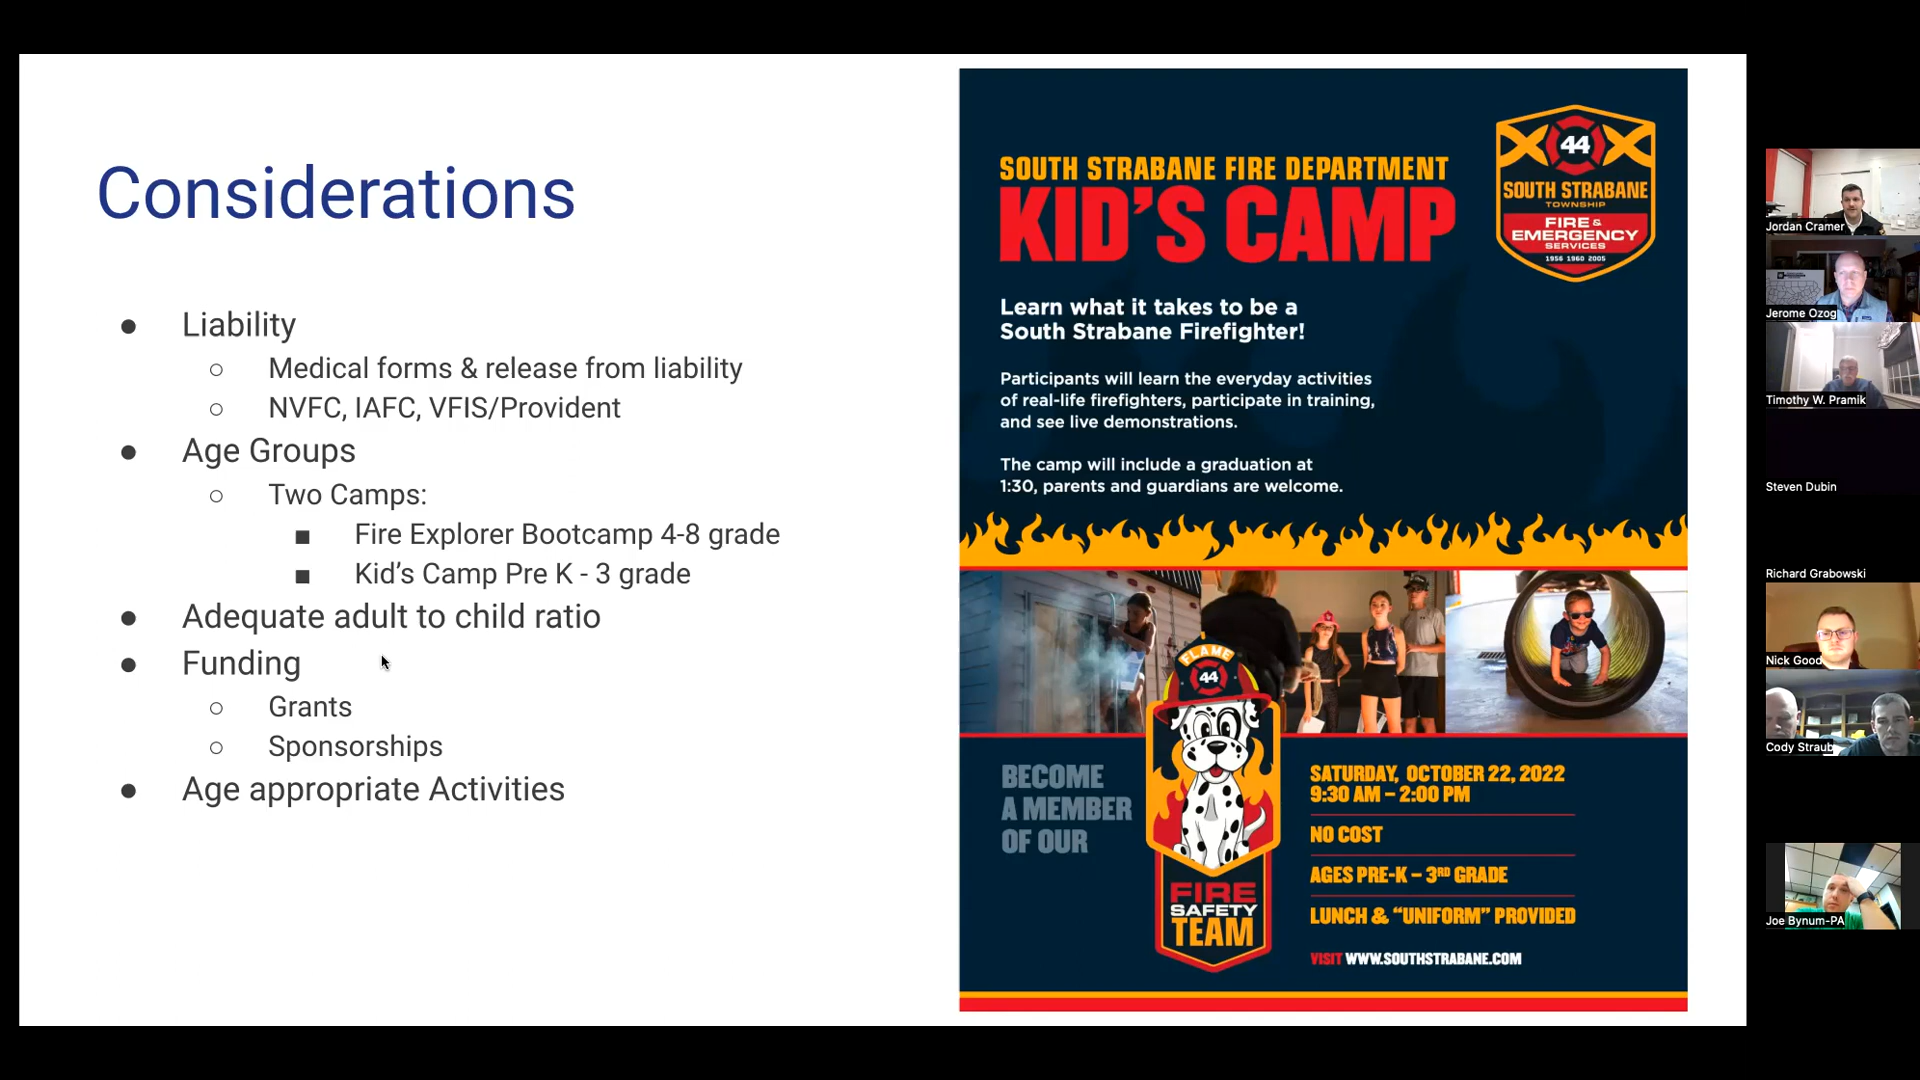 Considerations
● Liability
○ Medical forms & release from liability
○ NVFC, IAFC, VFIS/Provident
● Age Groups
○ Two Camps:
■ Fire Explorer Bootcamp 4-8 grade
■ Kid's Camp Pre K - 3 grade
● Adequate adult to child ratio
● Funding
○ Grants
○ Sponsorships
● Age appropriate Activities
SOUTH STRABANE FIRE DEPARTMENT
KID'S CAMP
44
SOUTH STRABANE
TOWNSHIP
FIRE &
EMERGENCY
SERVICES
1956 1960 2005
Learn what it takes to be a
South Strabane Firefighter!
Participants will learn the everyday activities
of real-life firefighters, participate in training,
and see live demonstrations.
The camp will include a graduation at
1:30, parents and guardians are welcome.
FLAME
44
BECOME
A MEMBER
OF OUR
FIRE
SAFETY
TEAM
SATURDAY, OCTOBER 22, 2022
9:30 AM – 2:00 PM
NO COST
AGES PRE-K – 3RD GRADE
LUNCH & “UNIFORM” PROVIDED
VISIT WWW.SOUTHSTRABANE.COM
Jordan Cramer
Jerome Ozog
Timothy W. Pramik
Steven Dubin
Richard Grabowski
Nick Good
Cody Straub
Joe Bynum-PA